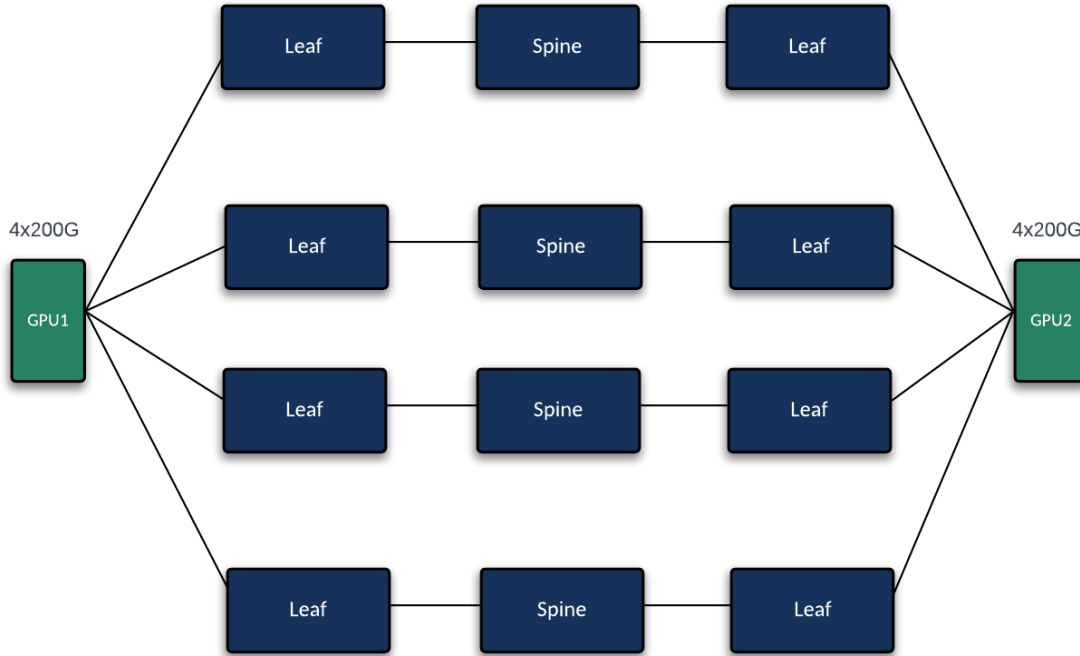 Leaf
Spine
Leaf
4x200G
4x200G
Leaf
Spine
Leaf
GPU1
GPU2
Leaf
Spine
Leaf
Leaf
Spine
Leaf